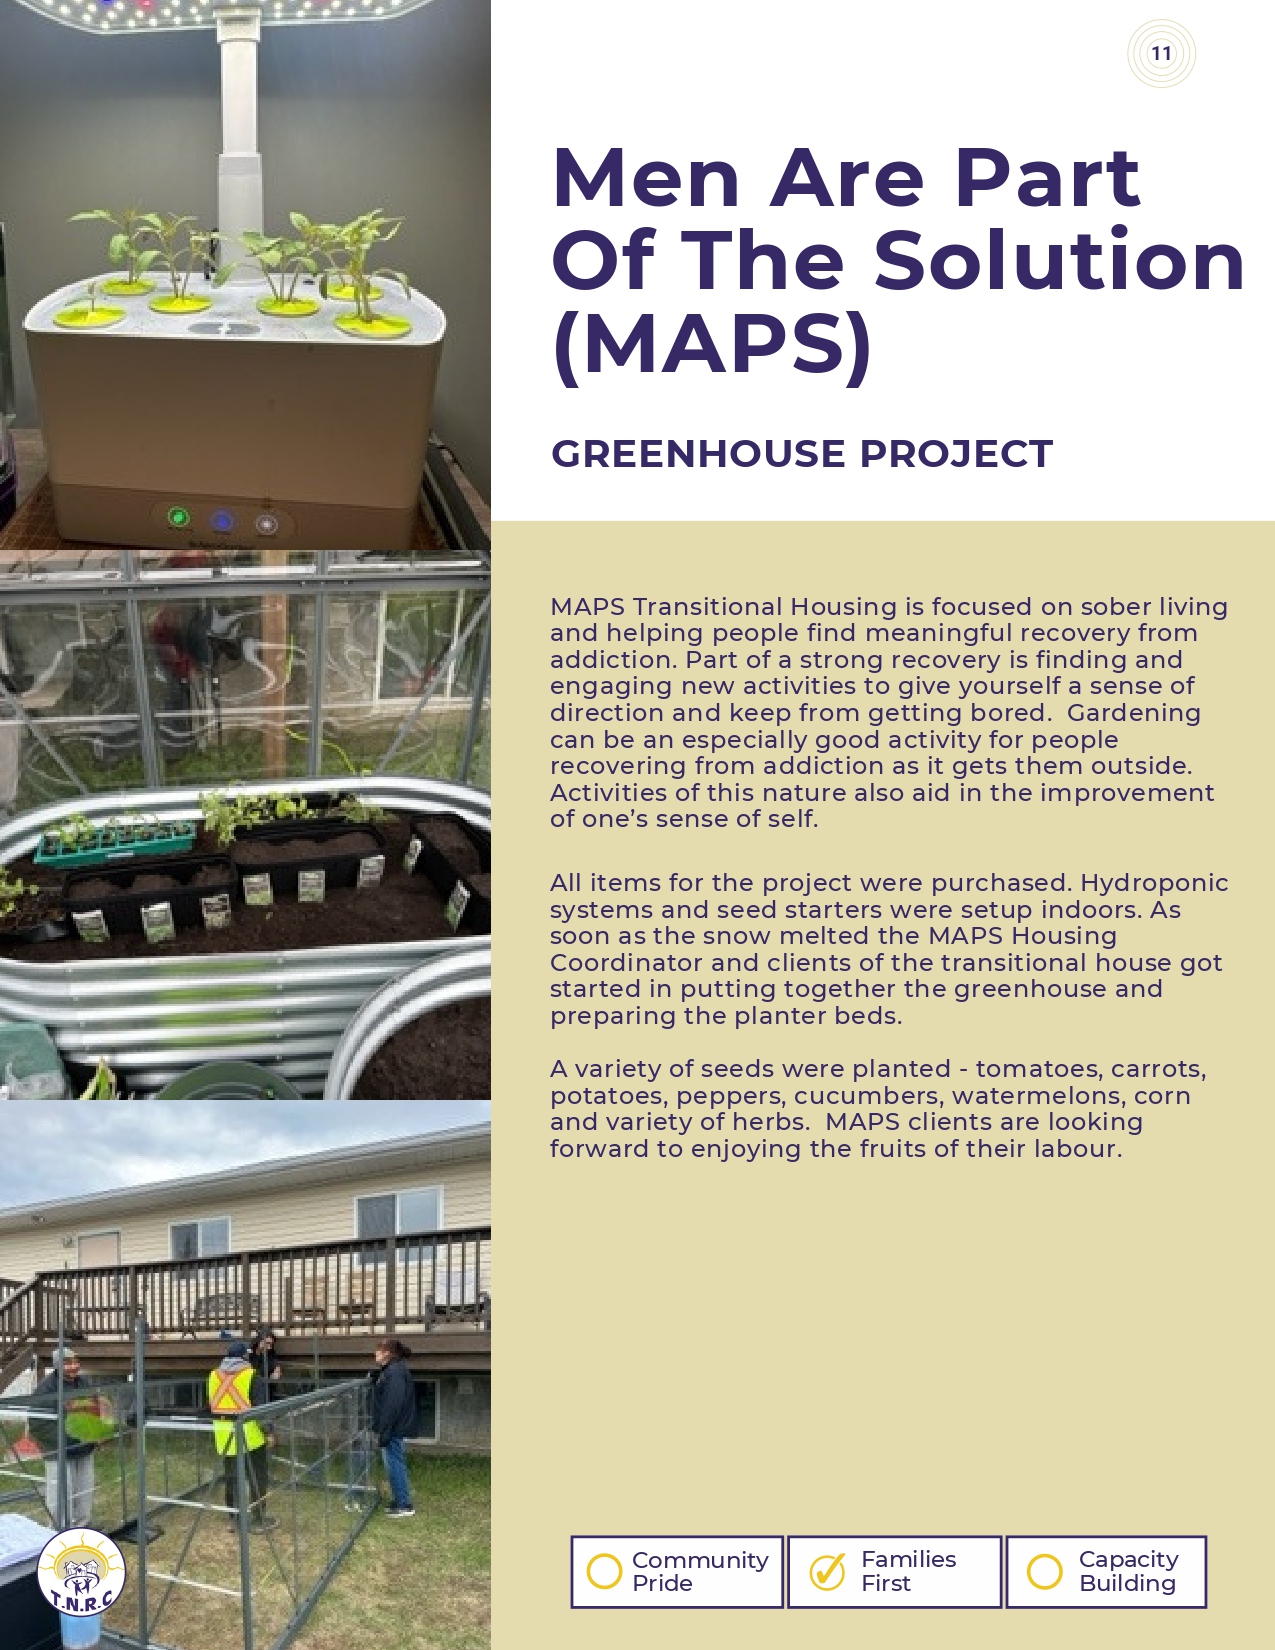 11
Men Are Part
Of The Solution
(MAPS)
GREENHOUSE PROJECT
MAPS Transitional Housing is focused on sober living
and helping people find meaningful recovery from
addiction. Part of a strong recovery is finding and
engaging new activities to give yourself a sense of
direction and keep from getting bored.  Gardening
can be an especially good activity for people
recovering from addiction as it gets them outside.
Activities of this nature also aid in the improvement
of one’s sense of self.
All items for the project were purchased. Hydroponic
systems and seed starters were setup indoors. As
soon as the snow melted the MAPS Housing
Coordinator and clients of the transitional house got
started in putting together the greenhouse and
preparing the planter beds.
A variety of seeds were planted - tomatoes, carrots,
potatoes, peppers, cucumbers, watermelons, corn
and variety of herbs.  MAPS clients are looking
forward to enjoying the fruits of their labour.
Community
Pride
Families
First
Capacity
Building
T.N.R.C